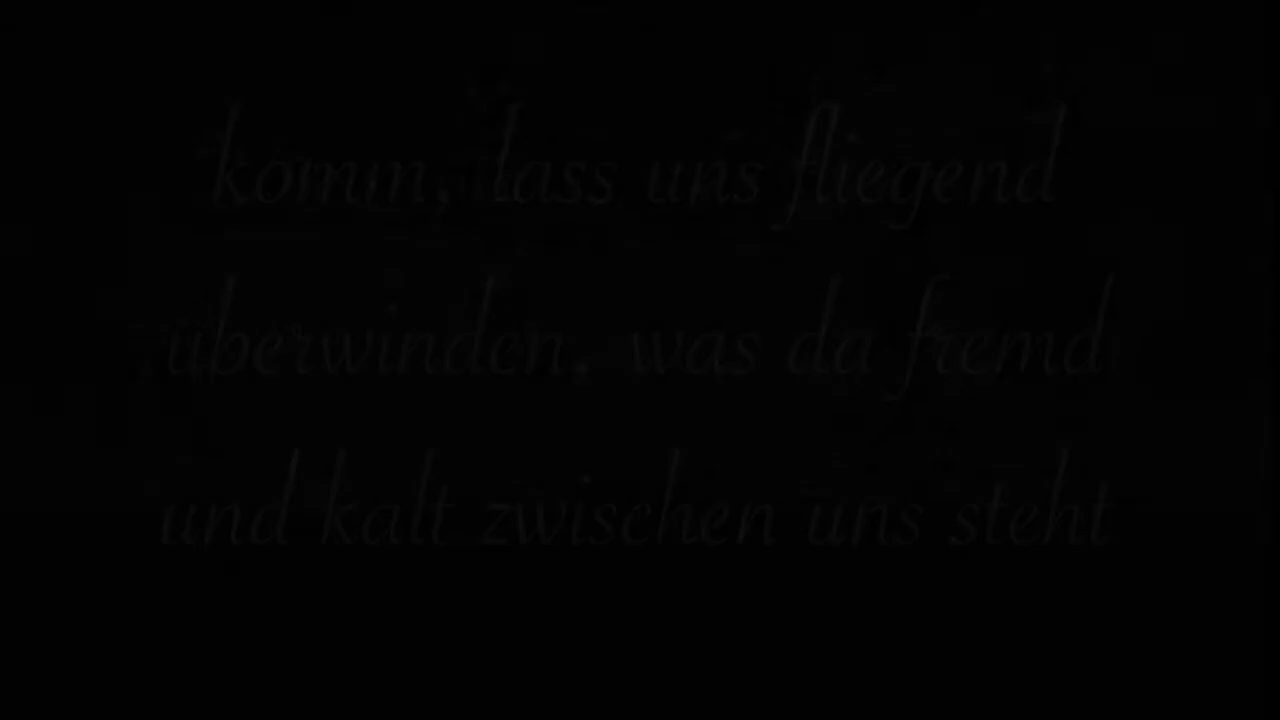 komm, lass uns fliegend
überwinden, was da fremd
und kalt zwischen uns steht